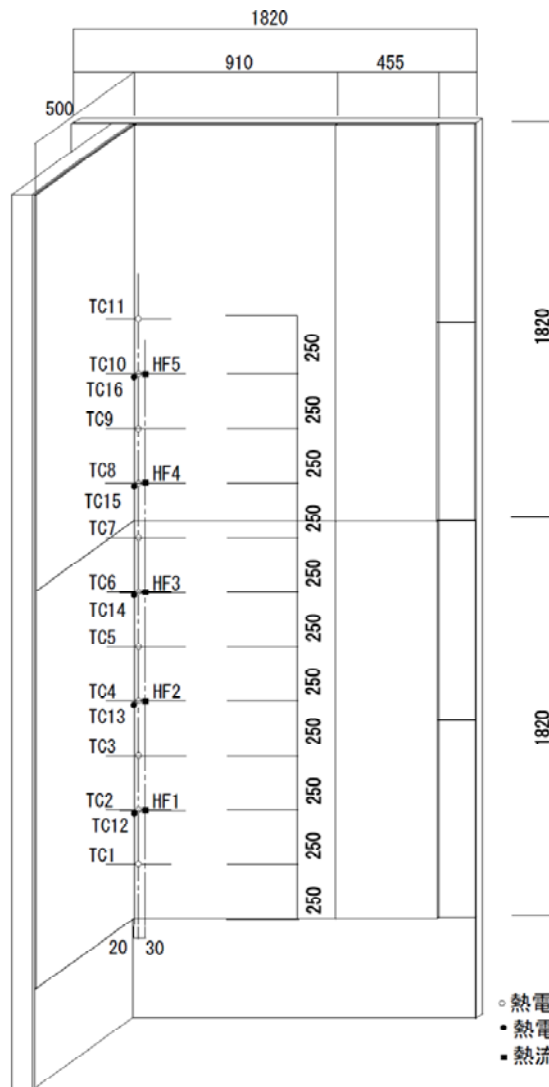 1820
910 455
500
TC11
TC10 HF5
TC16
TC9
TC8 HF4
TC15
TC7
TC6 HF3
TC14
TC5
TC4 HF2
TC13
TC3
TC2 HF1
TC12
TC1
250
250
250
250
250
250
250
250
250
250
250
1820
1820
20 30
○熱電
●熱電
■熱流